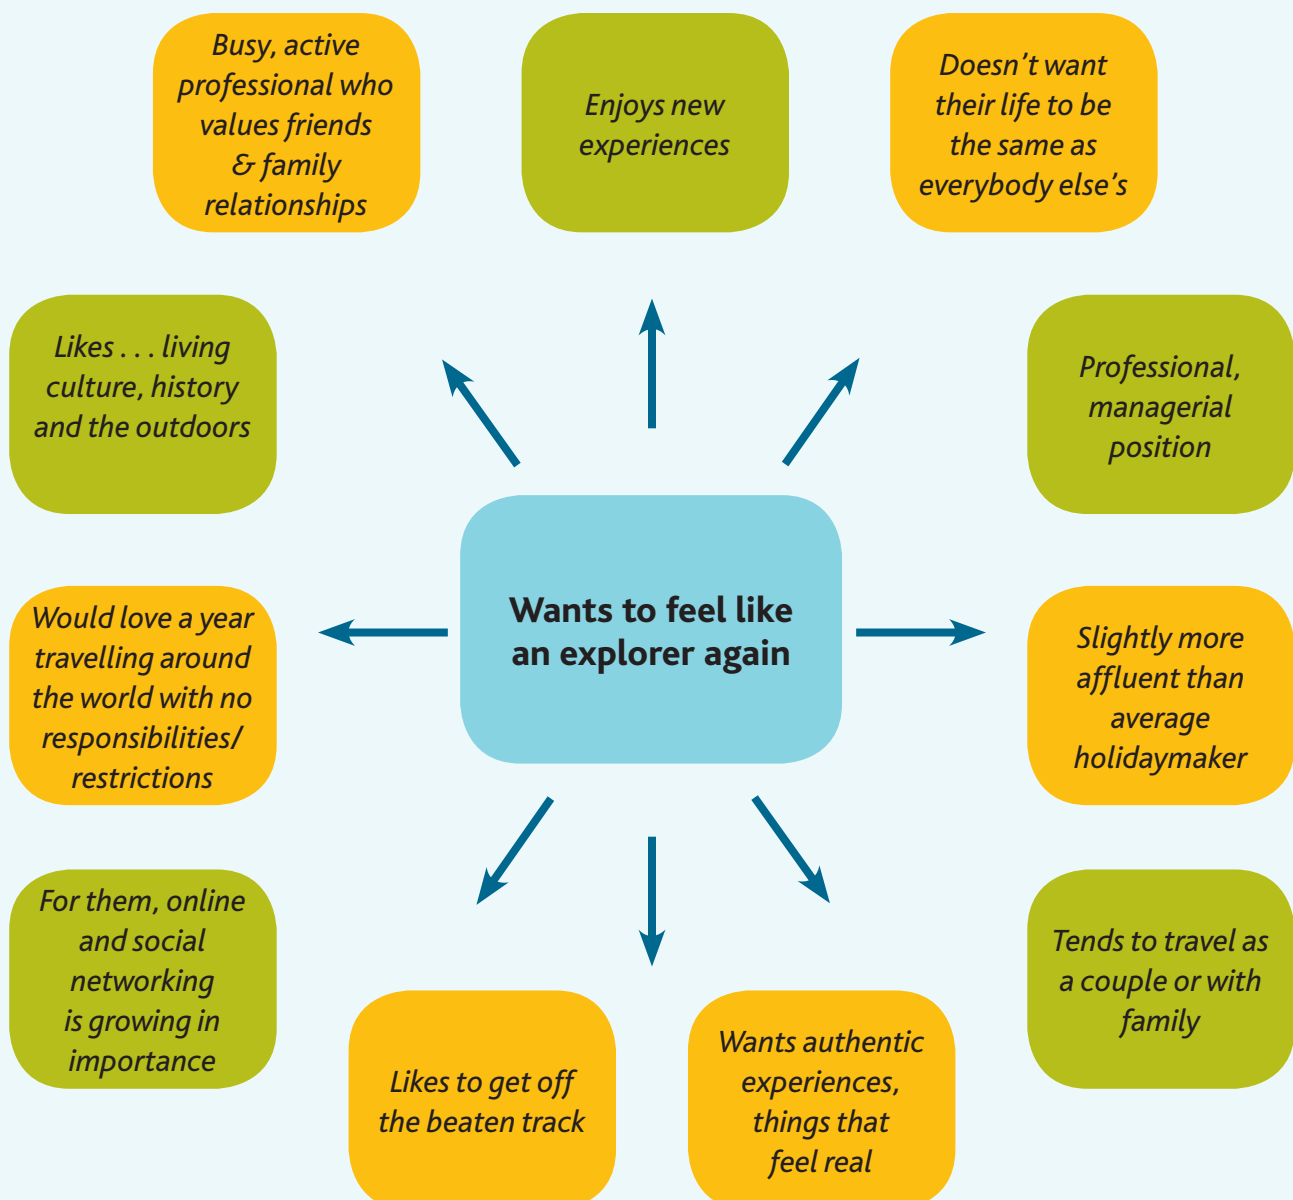 Busy, active
professional who
values friends
& family
relationships
Enjoys new
experiences
Doesn't want
their life to be
the same as
everybody else's
Likes . . . living
culture, history
and the outdoors
Professional,
managerial
position
Wants to feel like
an explorer again
Would love a year
travelling around
the world with no
responsibilities/
restrictions
Slightly more
affluent than
average
holidaymaker
For them, online
and social
networking
is growing in
importance
Tends to travel as
a couple or with
family
Likes to get off
the beaten track
Wants authentic
experiences,
things that
feel real